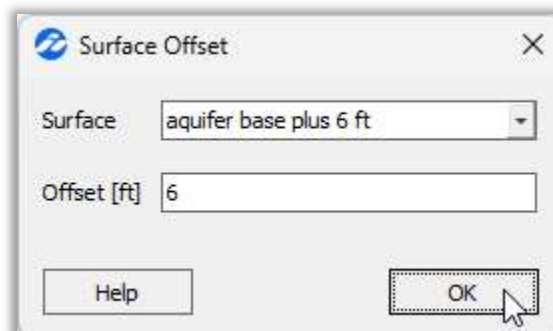 Surface Offset
Surface aquifer base plus 6 ft
Offset [ft] 6
Help OK